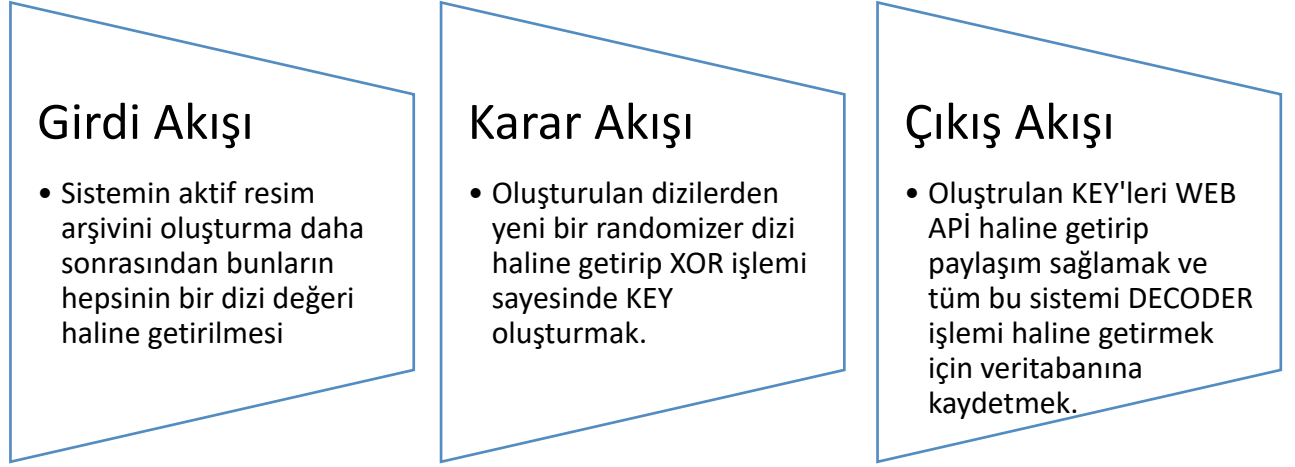 Girdi Akışı
• Sistemin aktif resim
arşivini oluşturma daha
sonrasından bunların
hepsinin bir dizi değeri
haline getirilmesi
Karar Akışı
• Oluşturulan dizilerden
yeni bir randomizer dizi
haline getirip XOR işlemi
sayesinde KEY
oluşturmak.
Çıkış Akışı
• Oluştrulan KEY'leri WEB
APİ haline getirip
paylaşım sağlamak ve
tüm bu sistemi DECODER
işlemi haline getirmek
için veritabanına
kaydetmek.